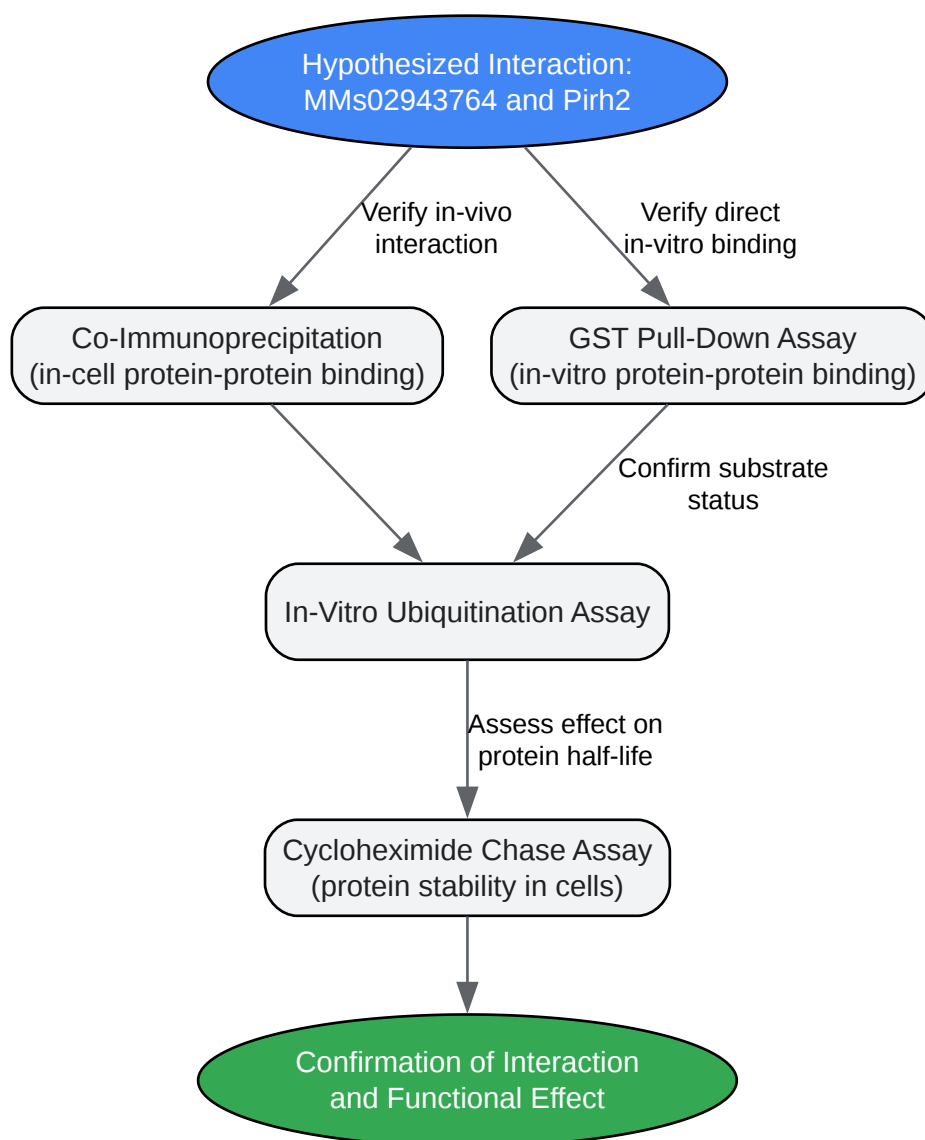 Hypothesized Interaction:
MMs02943764 and Pirh2
Verify in-vivo
interaction
Verify direct
in-vitro binding
Co-Immunoprecipitation
(in-cell protein-protein binding)
GST Pull-Down Assay
(in-vitro protein-protein binding)
Confirm substrate
status
In-Vitro Ubiquitination Assay
Assess effect on
protein half-life
Cycloheximide Chase Assay
(protein stability in cells)
Confirmation of Interaction
and Functional Effect